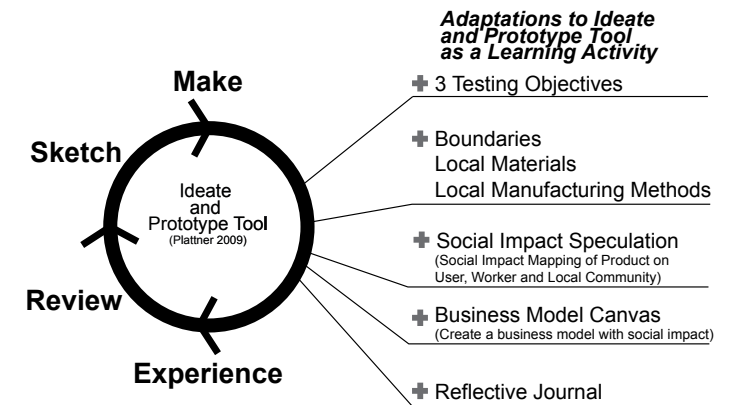 Adaptations to Ideate
and Prototype Tool
as a Learning Activity
Make
Sketch
Review
Experience
Ideate
and
Prototype Tool
(Plattner 2009)
3 Testing Objectives
Boundaries
Local Materials
Local Manufacturing Methods
Social Impact Speculation
(Social Impact Mapping of Product on
User, Worker and Local Community)
Business Model Canvas
(Create a business model with social impact)
Reflective Journal